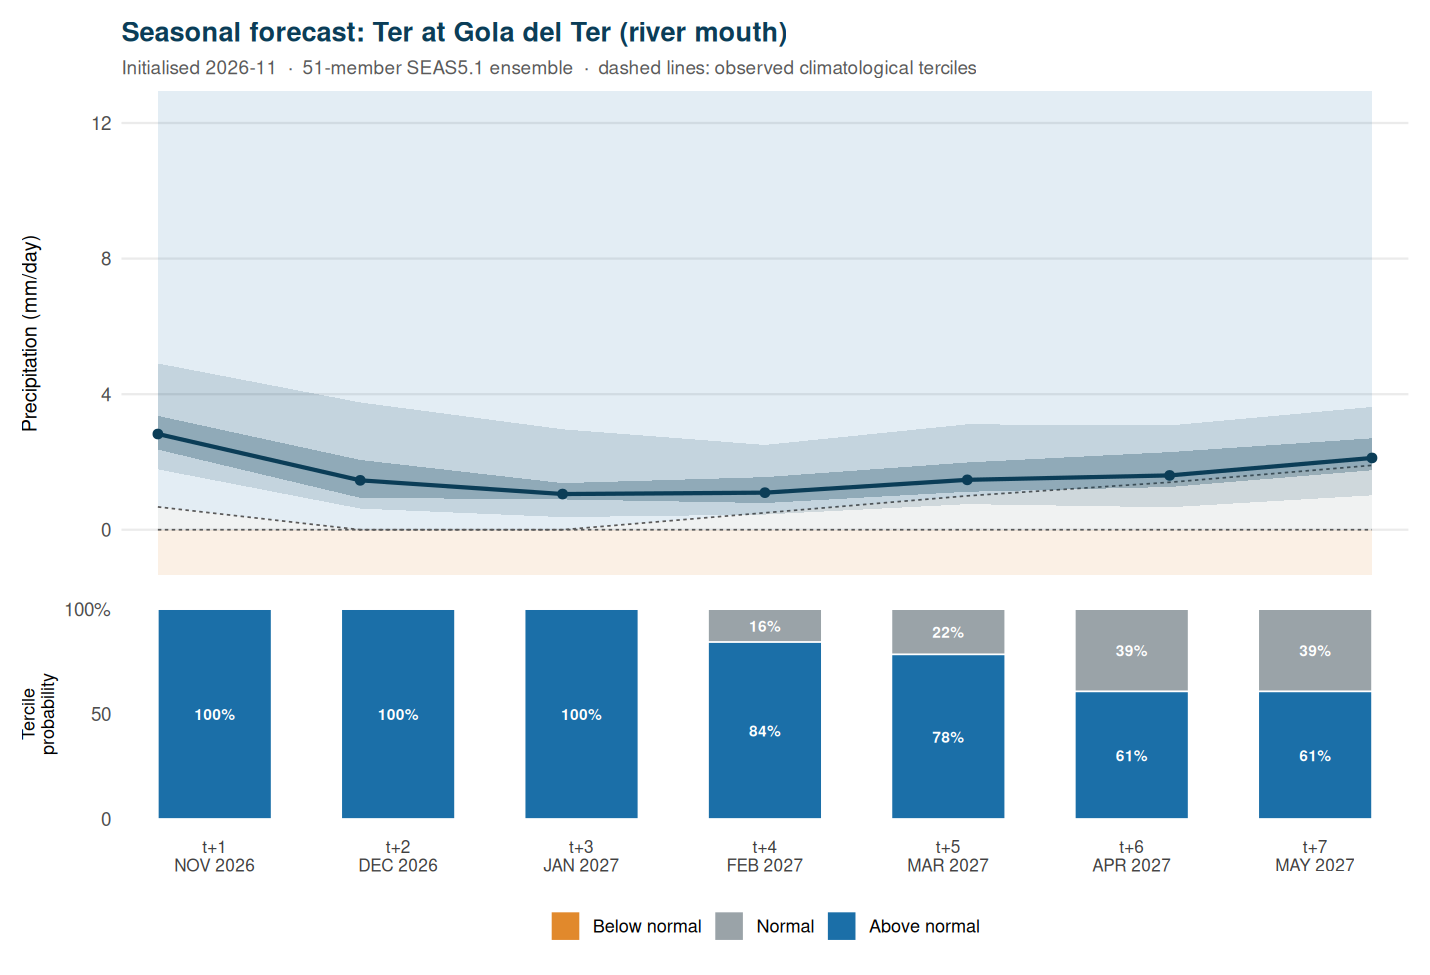 Seasonal forecast: Ter at Gola del Ter (river mouth)
Initialised 2026-11 · 51-member SEAS5.1 ensemble · dashed lines: observed climatological terciles
Precipitation (mm/day)
12
8
4
0
Tercile
probability
100%
50
0
100%
100%
100%
16%
84%
22%
78%
39%
61%
39%
61%
t+1
NOV 2026
t+2
DEC 2026
t+3
JAN 2027
t+4
FEB 2027
t+5
MAR 2027
t+6
APR 2027
t+7
MAY 2027
Below normal
Normal
Above normal